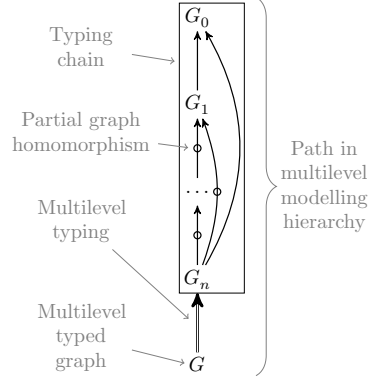 G0
Typing
chain
G1
Partial graph
homomorphism
Path in
multilevel
modelling
hierarchy
...
Multilevel
typing
Gn
Multilevel
typed
graph
G